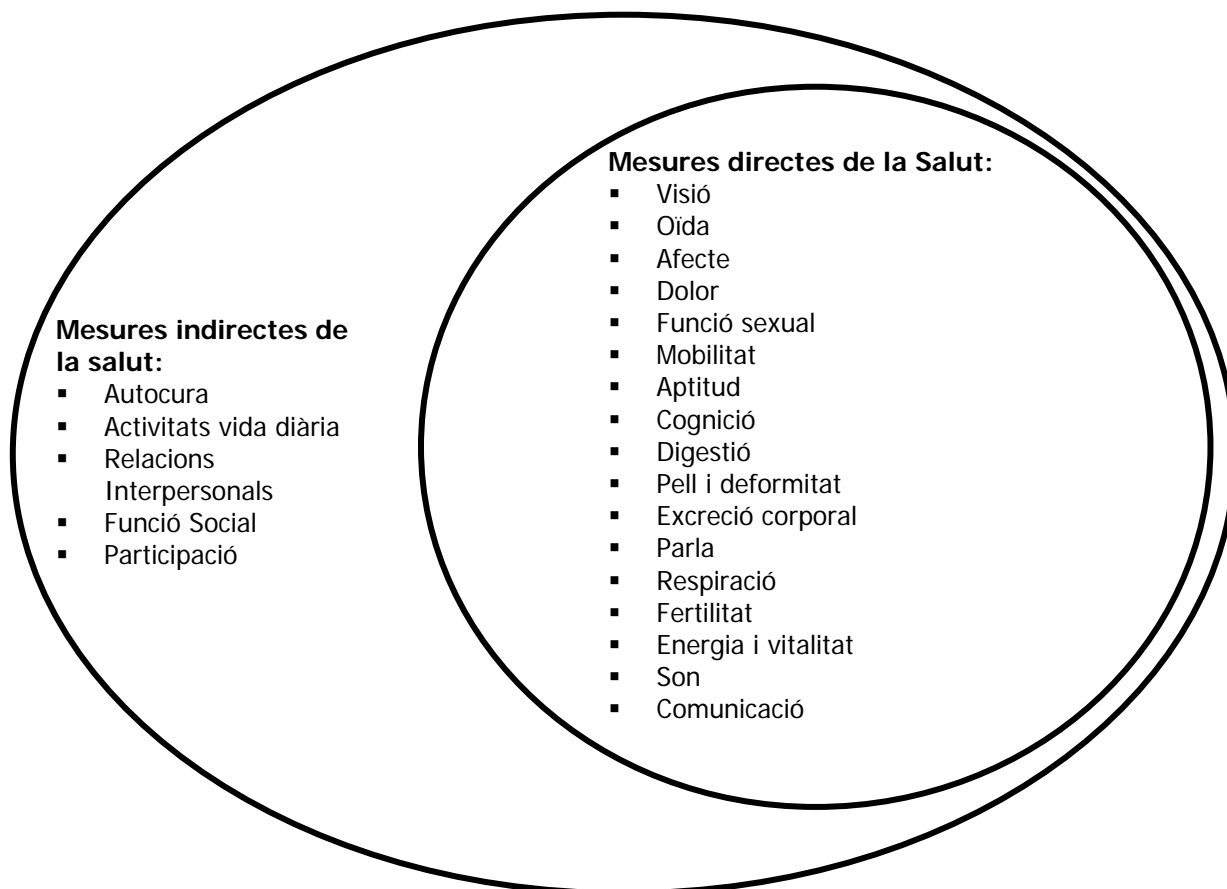 Mesures directes de la Salut:
▪ Visió
▪ Oïda
▪ Afecte
▪ Dolor
▪ Funció sexual
▪ Mobilitat
▪ Aptitud
▪ Cognició
▪ Digestió
▪ Pell i deformitat
▪ Excreció corporal
▪ Parla
▪ Respiració
▪ Fertilitat
▪ Energia i vitalitat
▪ Son
▪ Comunicació
Mesures indirectes de
la salut:
▪ Autocura
▪ Activitats vida diària
▪ Relacions
Interpersonals
▪ Funció Social
▪ Participació